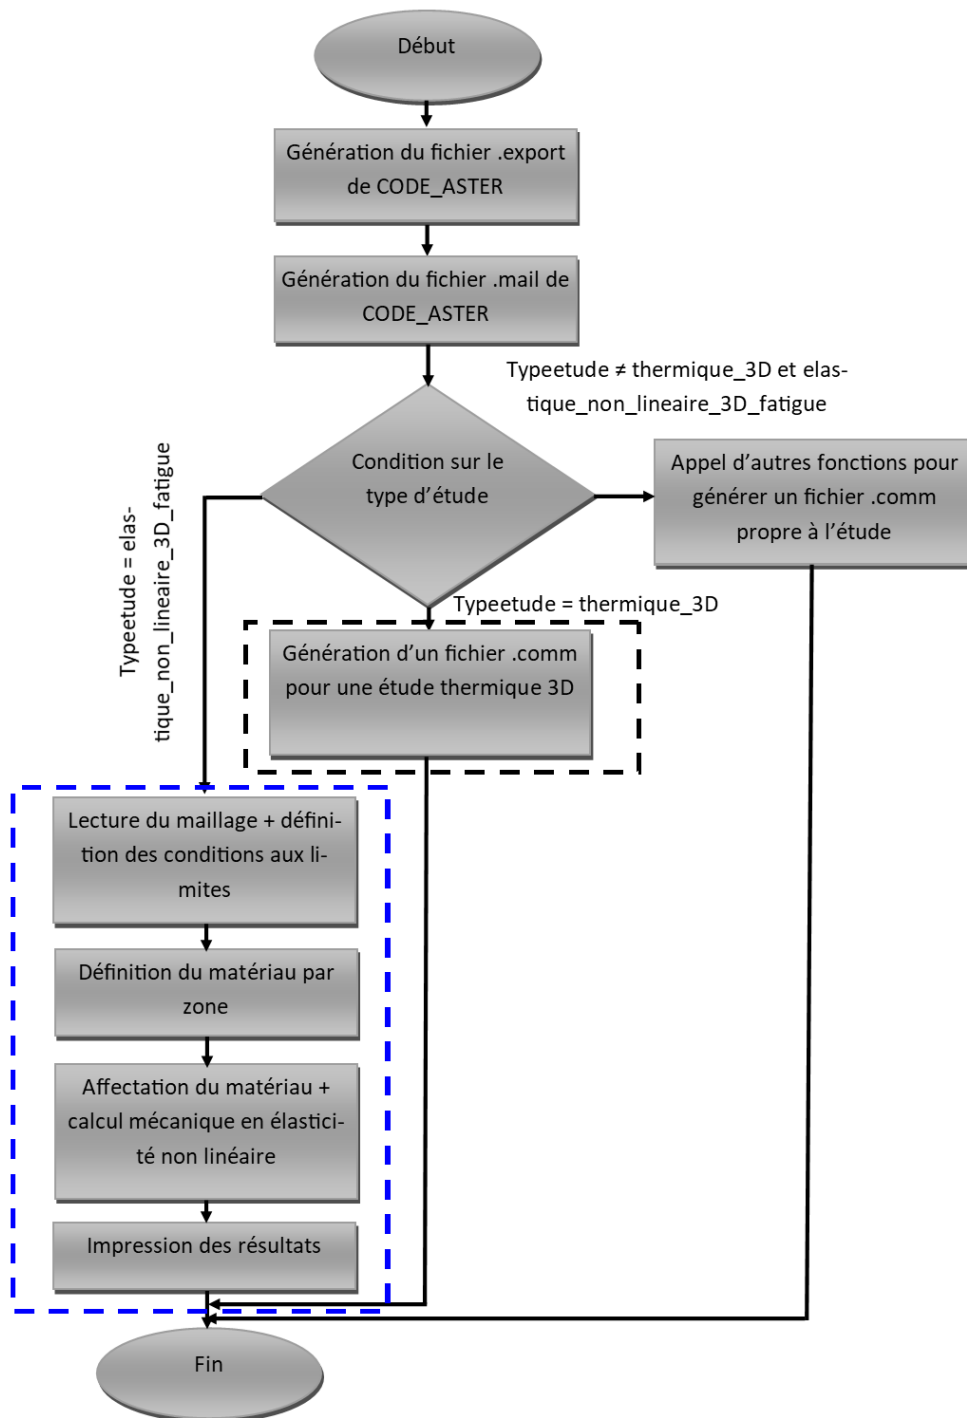 Début
Génération du fichier .export
de CODE_ASTER
Génération du fichier .mail de
CODE_ASTER
Typeetude ≠ thermique_3D et elas-
tique_non_lineaire_3D_fatigue
Condition sur le
type d’étude
Appel d’autres fonctions pour
générer un fichier .comm
propre à l’étude
Typeetude = elas-
tique_non_lineaire_3D_fatigue
Typeetude = thermique_3D
Génération d’un fichier .comm
pour une étude thermique 3D
Lecture du maillage + défini-
tion des conditions aux li-
mites
Définition du matériau par
zone
Affectation du matériau +
calcul mécanique en élastici-
té non linéaire
Impression des résultats
Fin